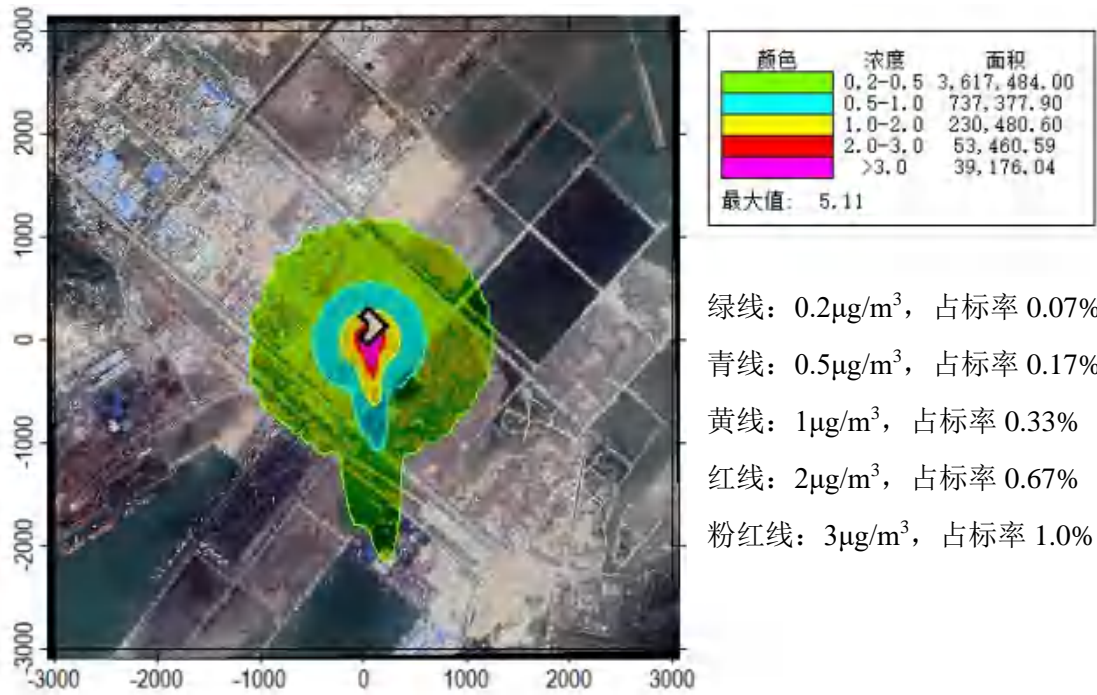 3000
2000
1000
0
-1000
-2000
-3000
-3000 -2000 -1000 0 1000 2000 3000
颜色 浓度 面积
0.2-0.5 3,617,484.00
0.5-1.0 737,377.90
1.0-2.0 230,480.60
2.0-3.0 53,460.59
>3.0 39,176.04
最大值: 5.11
绿线：0.2μg/m³，占标率 0.07%
青线：0.5μg/m³，占标率 0.17%
黄线：1μg/m³，占标率 0.33%
红线：2μg/m³，占标率 0.67%
粉红线：3μg/m³，占标率 1.0%